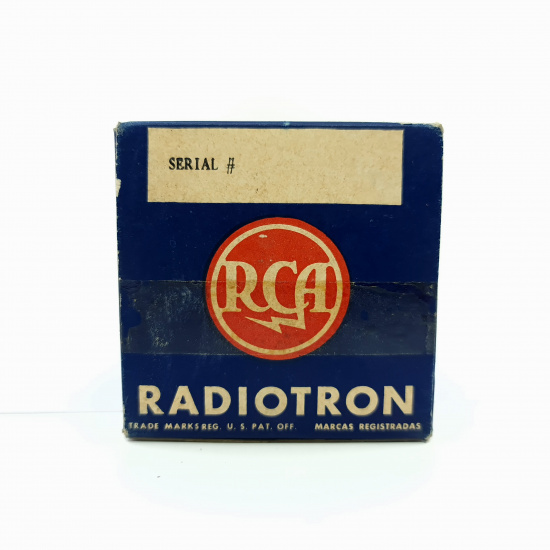 SERIAL #
RCA
RADIOTRON
TRADE MARKS REG. U. S. PAT. OFF. MARCAS REGISTRADAS